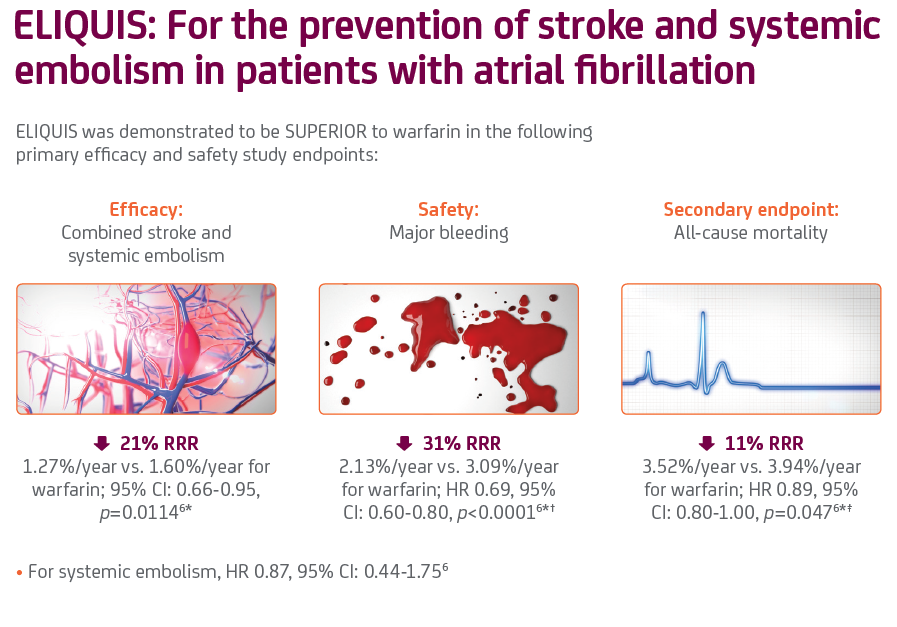 ELIQUIS: For the prevention of stroke and systemic
embolism in patients with atrial fibrillation
ELIQUIS was demonstrated to be SUPERIOR to warfarin in the following
primary efficacy and safety study endpoints:
Efficacy:
Combined stroke and
systemic embolism
21% RRR
1.27%/year vs. 1.60%/year for
warfarin; 95% CI: 0.66-0.95,
p=0.0114⁶*
Safety:
Major bleeding
31% RRR
2.13%/year vs. 3.09%/year
for warfarin; HR 0.69, 95%
CI: 0.60-0.80, p<0.0001⁶*†
Secondary endpoint:
All-cause mortality
11% RRR
3.52%/year vs. 3.94%/year
for warfarin; HR 0.89, 95%
CI: 0.80-1.00, p=0.047⁶*‡
• For systemic embolism, HR 0.87, 95% CI: 0.44-1.75⁶